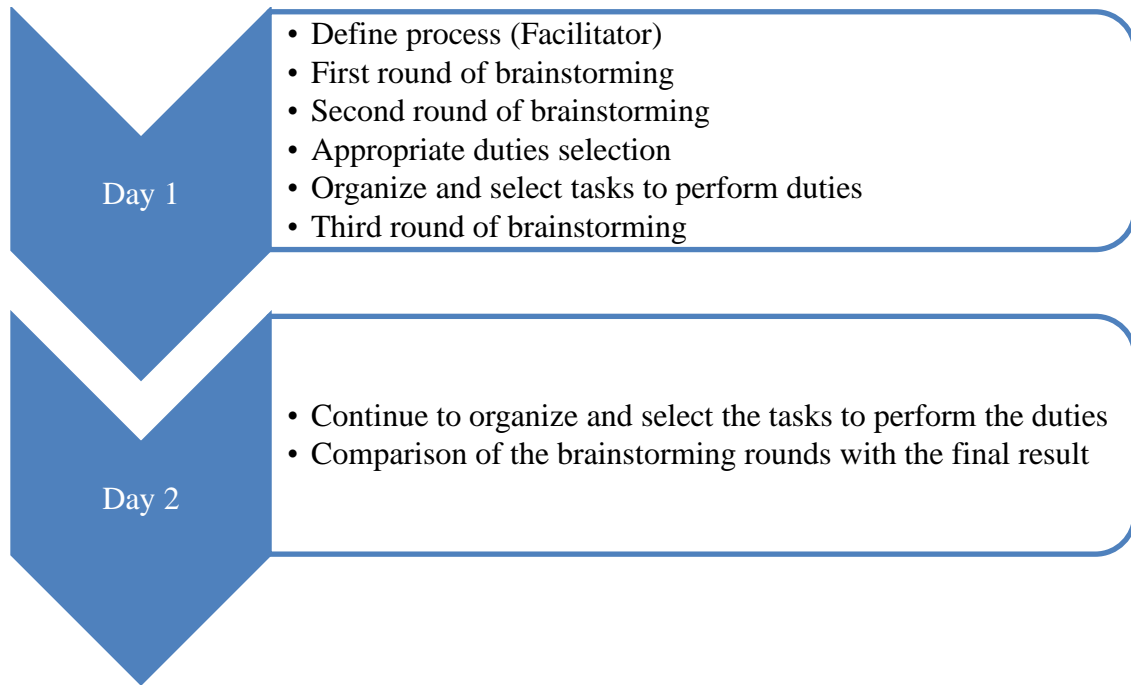 Day 1
• Define process (Facilitator)
• First round of brainstorming
• Second round of brainstorming
• Appropriate duties selection
• Organize and select tasks to perform duties
• Third round of brainstorming
Day 2
• Continue to organize and select the tasks to perform the duties
• Comparison of the brainstorming rounds with the final result